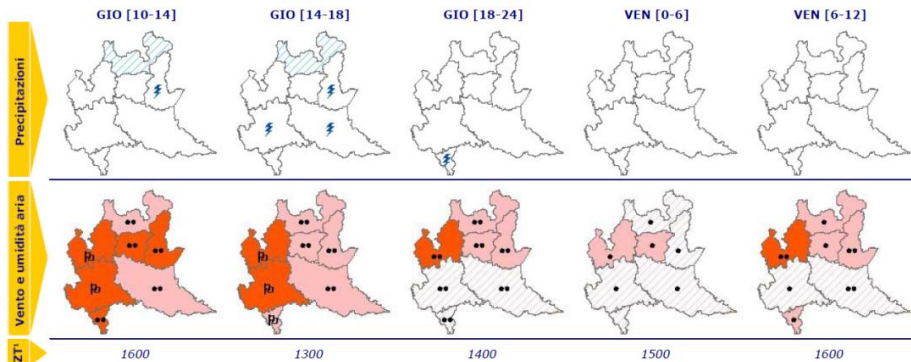 GIO [10-14] GIO [14-18] GIO [18-24] VEN [0-6] VEN [6-12]
Precipitazioni
Vento e umidità aria
ZT°
1600 1300 1400 1500 1600